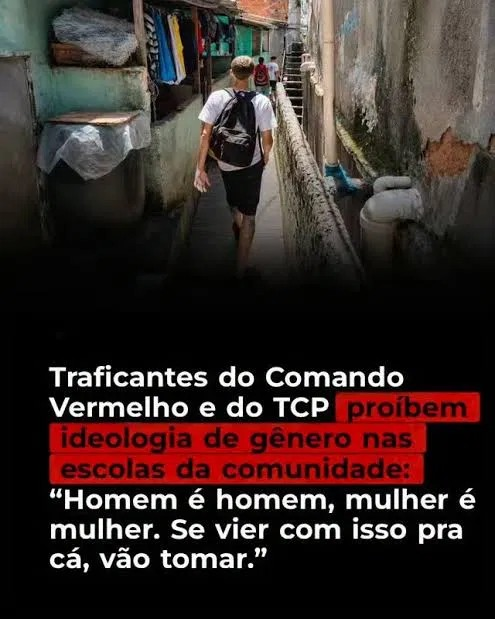 Traficantes do Comando
Vermelho e do TCP proíbem
ideologia de gênero nas
escolas da comunidade:
“Homem é homem, mulher é
mulher. Se vier com isso pra
cá, vão tomar.”